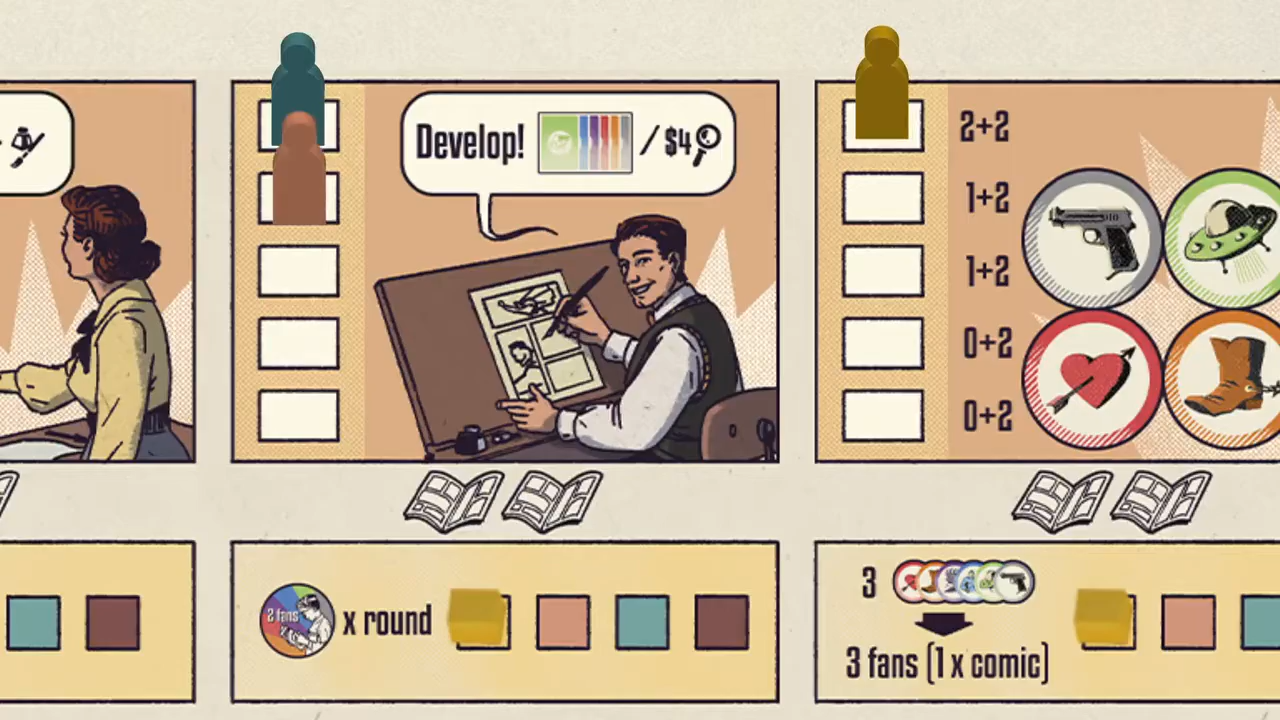 Develop! / $4
2+2
1+2
1+2
0+2
0+2
2 fans
x round
3
3 fans (1 x comic)